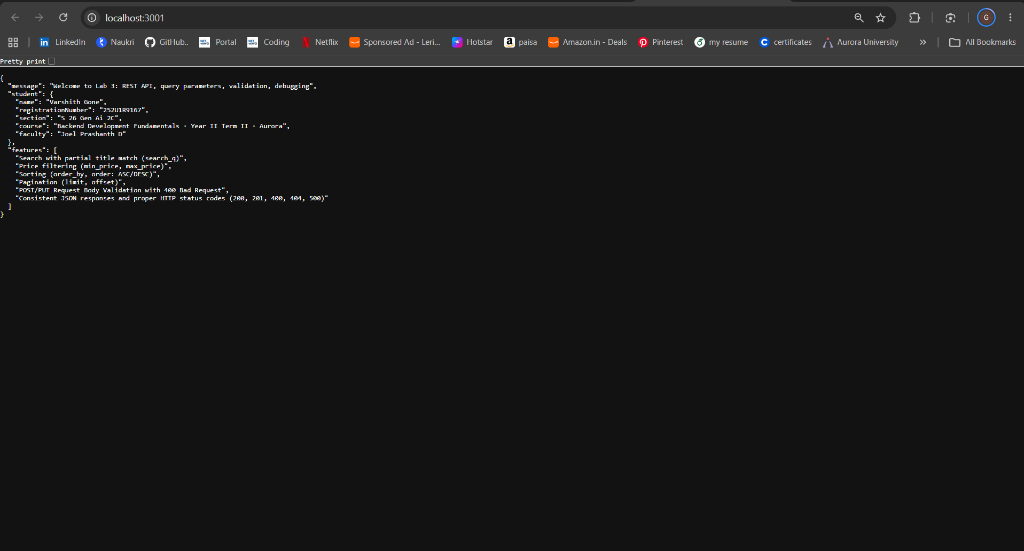 localhost:3001
G
LinkedIn
Naukri
GitHub..
Portal
Coding
Netflix
Sponsored Ad - Leri...
Hotstar
a paisa
Amazon.in - Deals
Pinterest
my resume
certificates
Aurora University
»
All Bookmarks
Pretty print
{
"message": "Welcome to Lab 3: REST API, query parameters, validation, debugging",
"student": {
"name": "Varshith Gone",
"registrationNumber": "252U1R9167",
"section": "S 26 Gen Ai 2C",
"course": "Backend Development Fundamentals - Year II Term II - Aurora",
"faculty": "Joel Prashanth D"
},
"features": [
"Search with partial title match (search_q)",
"Price filtering (min_price, max_price)",
"Sorting (order_by, order: ASC/DESC)",
"Pagination (limit, offset)",
"POST/PUT Request Body Validation with 400 Bad Request",
"Consistent JSON responses and proper HTTP status codes (200, 201, 400, 404, 500)"
]
}